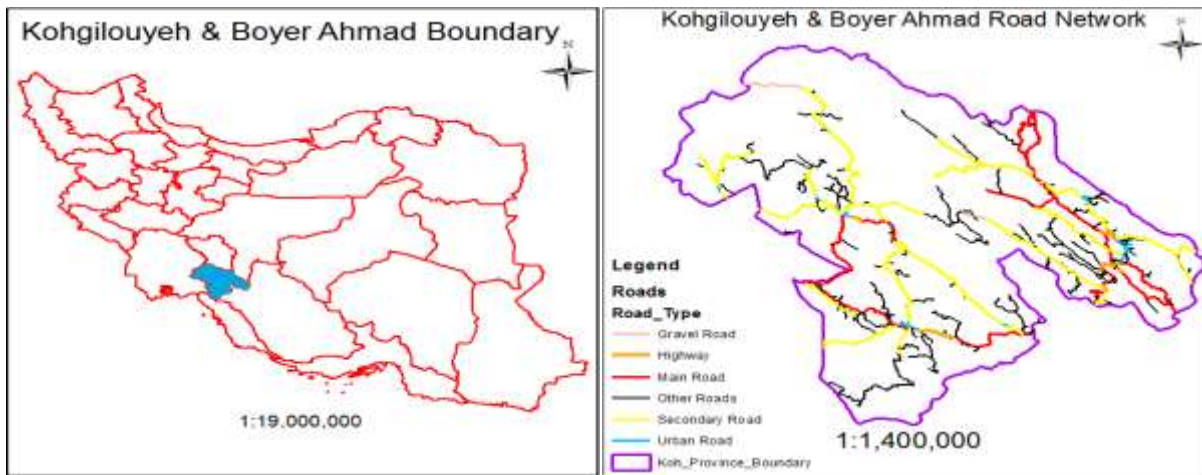 Kohgilouyeh & Boyer Ahmad Boundary
N
1:19,000,000
Kohgilouyeh & Boyer Ahmad Road Network
N
Legend
Roads
Road_Type
Gravel Road
Highway
Main Road
Other Roads
Secondary Road
Urban Road
Koh_Province_Boundary
1:1,400,000